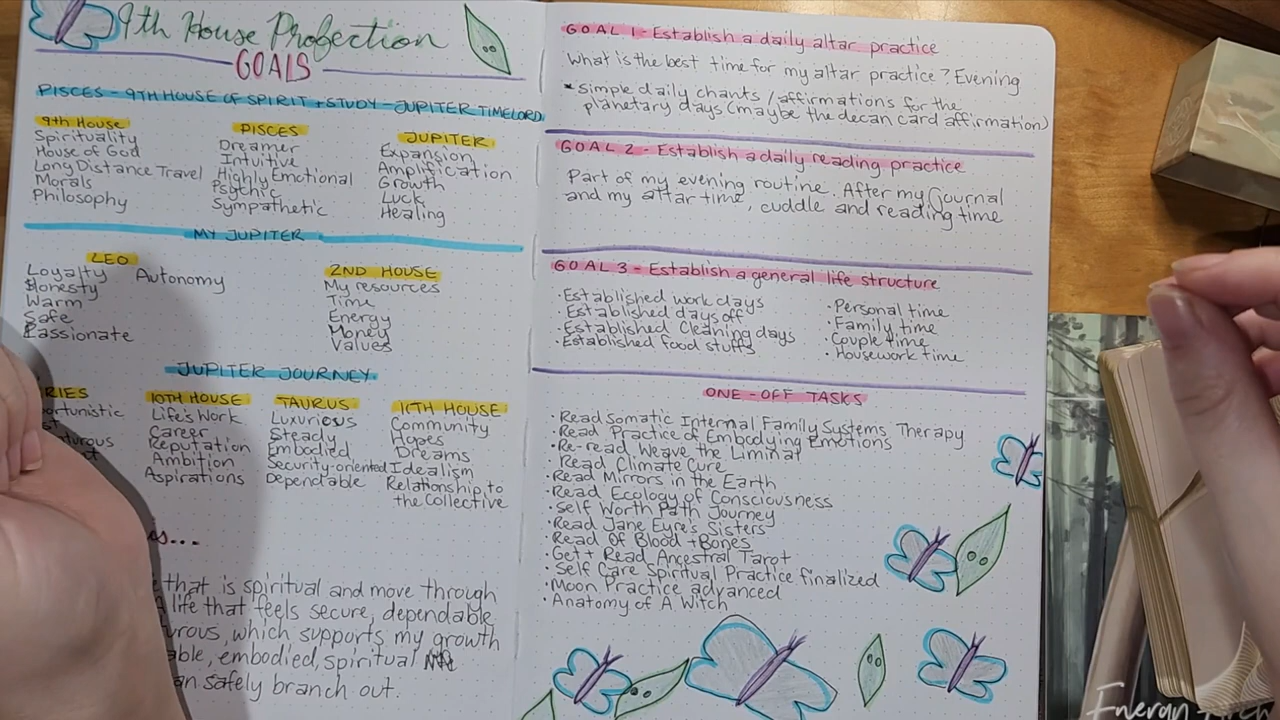 9th House Profection
GOALS
PISCES - 9TH HOUSE OF SPIRIT + STUDY - JUPITER TIMELORD
9th House
Spirituality
House of God
Long Distance Travel
Morals
Philosophy
PISCES
Dreamer
Intuitive
Highly Emotional
Psychic
Sympathetic
JUPITER
Expansion
Amplification
Growth
Luck
Healing
MY JUPITER
LEO
Loyalty Autonomy
Honesty
Warm
Safe
Passionate
2ND HOUSE
My resources
Time
Energy
Money
Values
JUPITER JOURNEY
RIES
ortunistic
st
turous
10TH HOUSE
Life's Work
Career
Reputation
Ambition
Aspirations
TAURUS
Luxurious
Steady
Embodied
Security-oriented
Dependable
11TH HOUSE
Community
Hopes
Dreams
Idealism
Relationship to
the Collective
is...
e that is spiritual and move through
life that feels secure, dependable
urous, which supports my growth
able, embodied, spiritual
an safely branch out.
GOAL 1 - Establish a daily altar practice
What is the best time for my altar practice? Evening
* simple daily chants / affirmations for the
planetary days (maybe the decan card affirmation)
GOAL 2 - Establish a daily reading practice
Part of my evening routine. After my journal
and my altar time, cuddle and reading time
GOAL 3 - Establish a general life structure
· Established work days
· Established days off
· Established cleaning days
· Established food stuffs
· Personal time
· Family time
· Couple time
· Housework time
ONE-OFF TASKS
· Read Somatic Internal Family Systems Therapy
· Read Practice of Embodying Emotions
· Re-read Weave the Liminal
Read Climate Cure
· Read Mirrors in the Earth
· Read Ecology of Consciousness
· Self Worth Path Journey
· Read Jane Eyre's Sisters
· Read Of Blood + Bones
· Get + Read Ancestral Tarot
· Self Care Spiritual Practice finalized
· Moon Practice advanced
· Anatomy of A Witch